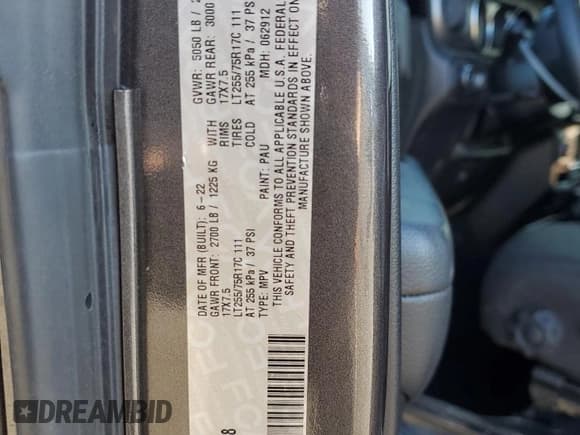 DATE OF MFR (BUILT): 6-22 GVWR: 5050 LB /
GAWR FRONT: 2700 LB / 1225 KG WITH GAWR REAR: 3000
17X7.5 RIMS 17X7.5
LT255/75R17C 111 TIRES LT255/75R17C 111
AT 255 kPa / 37 PSI COLD AT 255 kPa / 37 PS
TYPE: MPV PAINT: PAU MDH: 062912
THIS VEHICLE CONFORMS TO ALL APPLICABLE U.S.A. FEDERAL
SAFETY AND THEFT PREVENTION STANDARDS IN EFFECT ON
MANUFACTURE SHOWN ABOVE.
8
DREAMBID